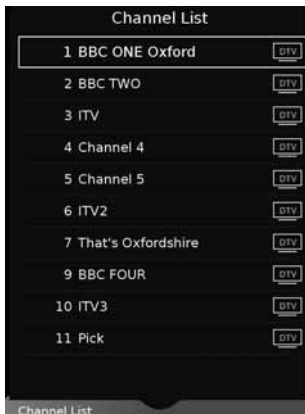 Channel List
1 BBC ONE Oxford DTV
2 BBC TWO DTV
3 ITV DTV
4 Channel 4 DTV
5 Channel 5 DTV
6 ITV2 DTV
7 That's Oxfordshire DTV
9 BBC FOUR DTV
10 ITV3 DTV
11 Pick DTV
Channel List